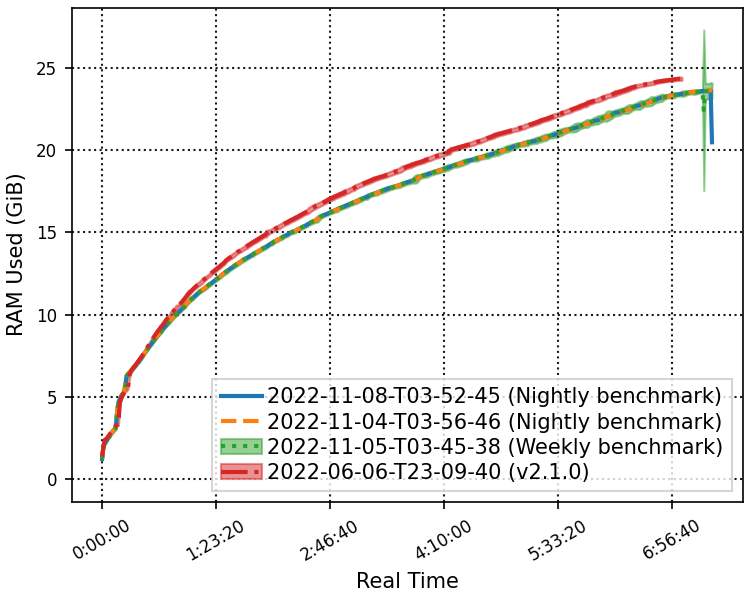 25
20
15
10
5
0
RAM Used (GiB)
2022-11-08-T03-52-45 (Nightly benchmark)
2022-11-04-T03-56-46 (Nightly benchmark)
2022-11-05-T03-45-38 (Weekly benchmark)
2022-06-06-T23-09-40 (v2.1.0)
0:00:00
1:23:20
2:46:40
4:10:00
5:33:20
6:56:40
Real Time